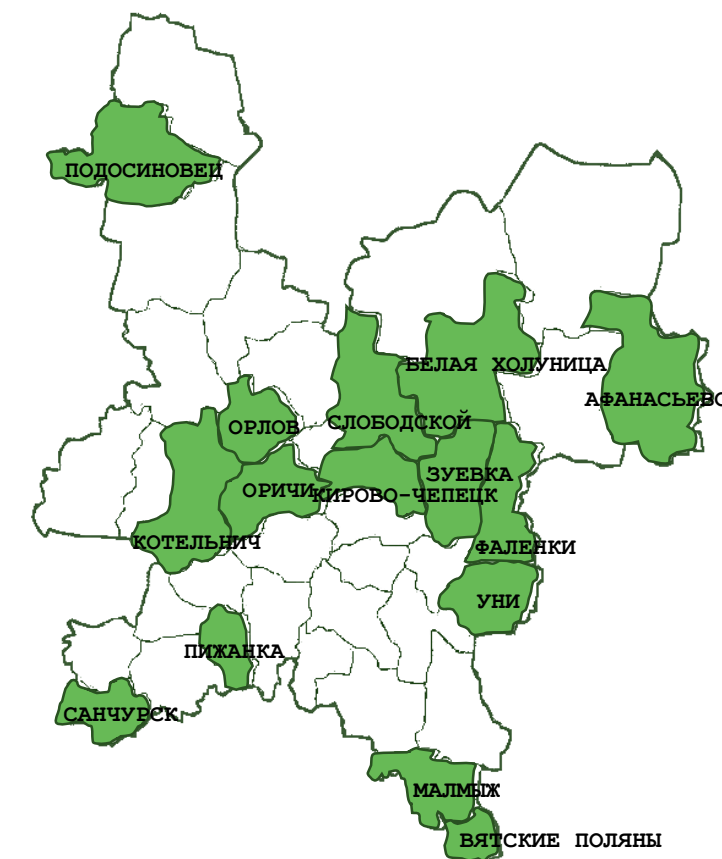 ПОДОСИНОВЕЦ
БЕЛАЯ ХОЛУНИЦА
АФАНАСЬЕВО
ОРЛОВ
СЛОБОДСКОЙ
ЗУЕВКА
ОРИЧИ
КИРОВО-ЧЕПЕЦК
КОТЕЛЬНИЧ
ФАЛЕНКИ
УНИ
ПИЖАНКА
САНЧУРСК
МАЛМЫЖ
ВЯТСКИЕ ПОЛЯНЫ